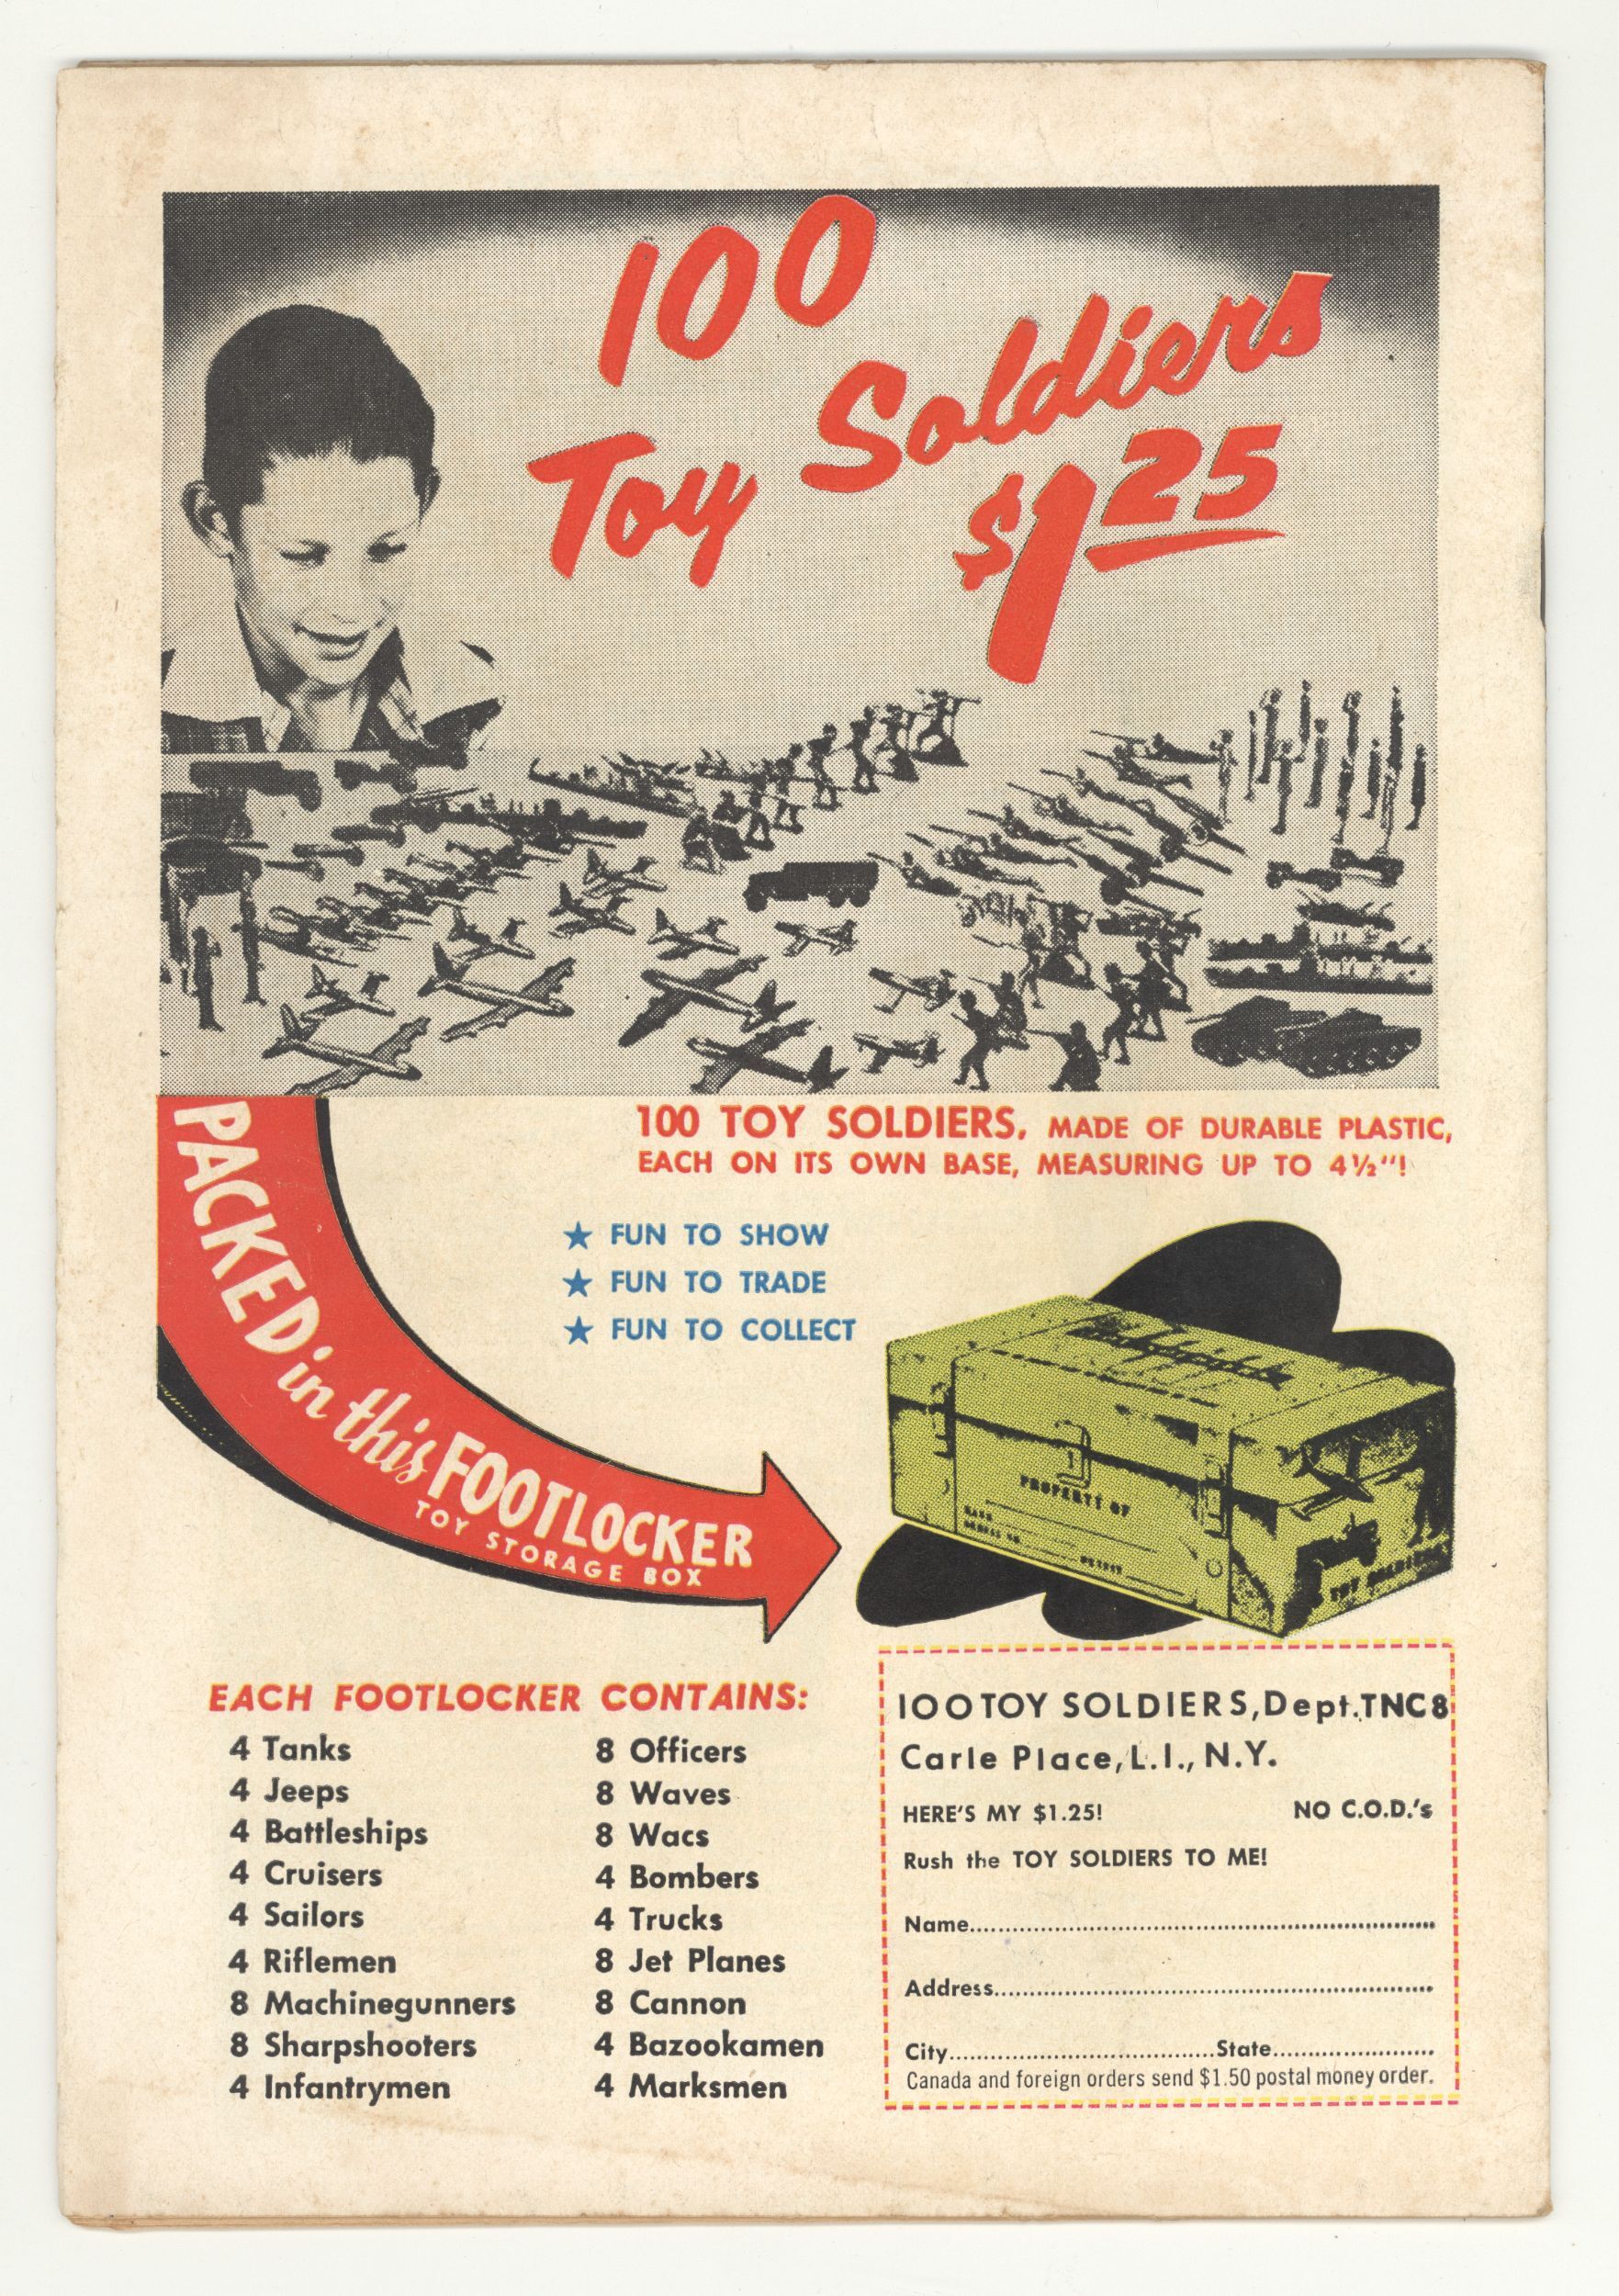 100
Toy Soldiers
$1 25
100 TOY SOLDIERS, MADE OF DURABLE PLASTIC,
EACH ON ITS OWN BASE, MEASURING UP TO 4½"!
PACKED in this FOOTLOCKER
TOY STORAGE BOX
★ FUN TO SHOW
★ FUN TO TRADE
★ FUN TO COLLECT
PROPERTY OF
TOY SOLDIERS
EACH FOOTLOCKER CONTAINS:
4 Tanks
4 Jeeps
4 Battleships
4 Cruisers
4 Sailors
4 Riflemen
8 Machinegunners
8 Sharpshooters
4 Infantrymen
8 Officers
8 Waves
8 Wacs
4 Bombers
4 Trucks
8 Jet Planes
8 Cannon
4 Bazookamen
4 Marksmen
100 TOY SOLDIERS, Dept. TNC8
Carle Place, L.I., N.Y.
HERE'S MY $1.25! NO C.O.D.'s
Rush the TOY SOLDIERS TO ME!
Name
Address
City State
Canada and foreign orders send $1.50 postal money order.